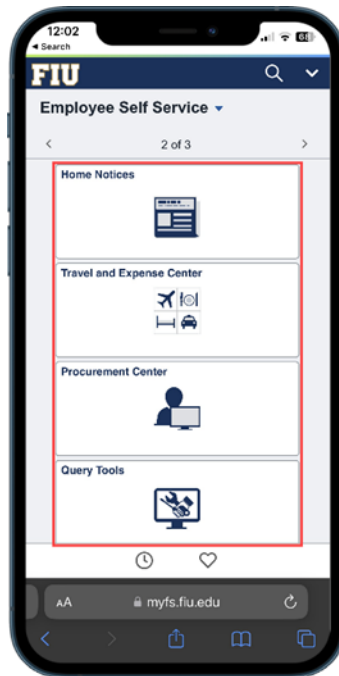 12:02
Search
68
FIU
Employee Self Service
2 of 3
Home Notices
Travel and Expense Center
Procurement Center
Query Tools
AA
myfs.fiu.edu